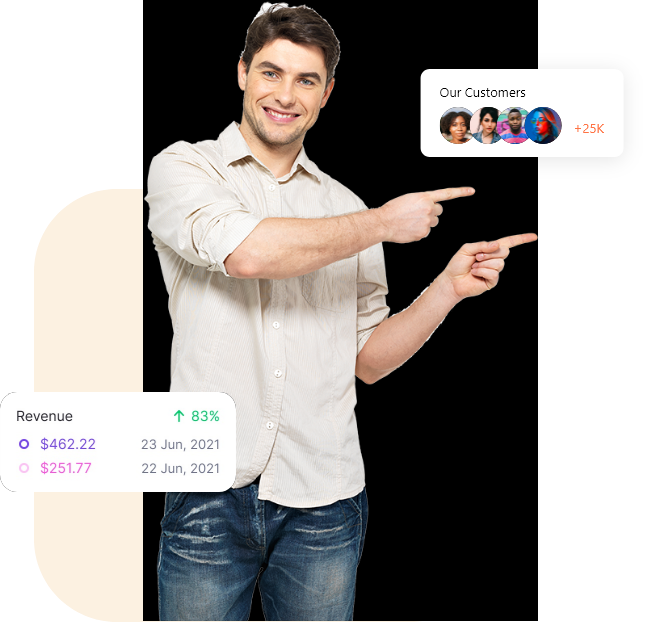 Our Customers
+25K
Revenue ↑ 83%
$462.22 23 Jun, 2021
$251.77 22 Jun, 2021